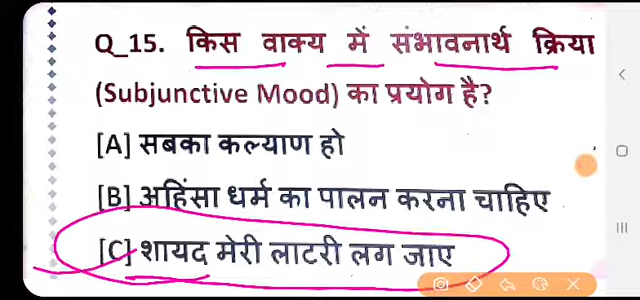 Q_15. किस वाक्य में संभावनार्थ क्रिया
(Subjunctive Mood) का प्रयोग है?
[A] सबका कल्याण हो
[B] अहिंसा धर्म का पालन करना चाहिए
[C] शायद मेरी लाटरी लग जाए